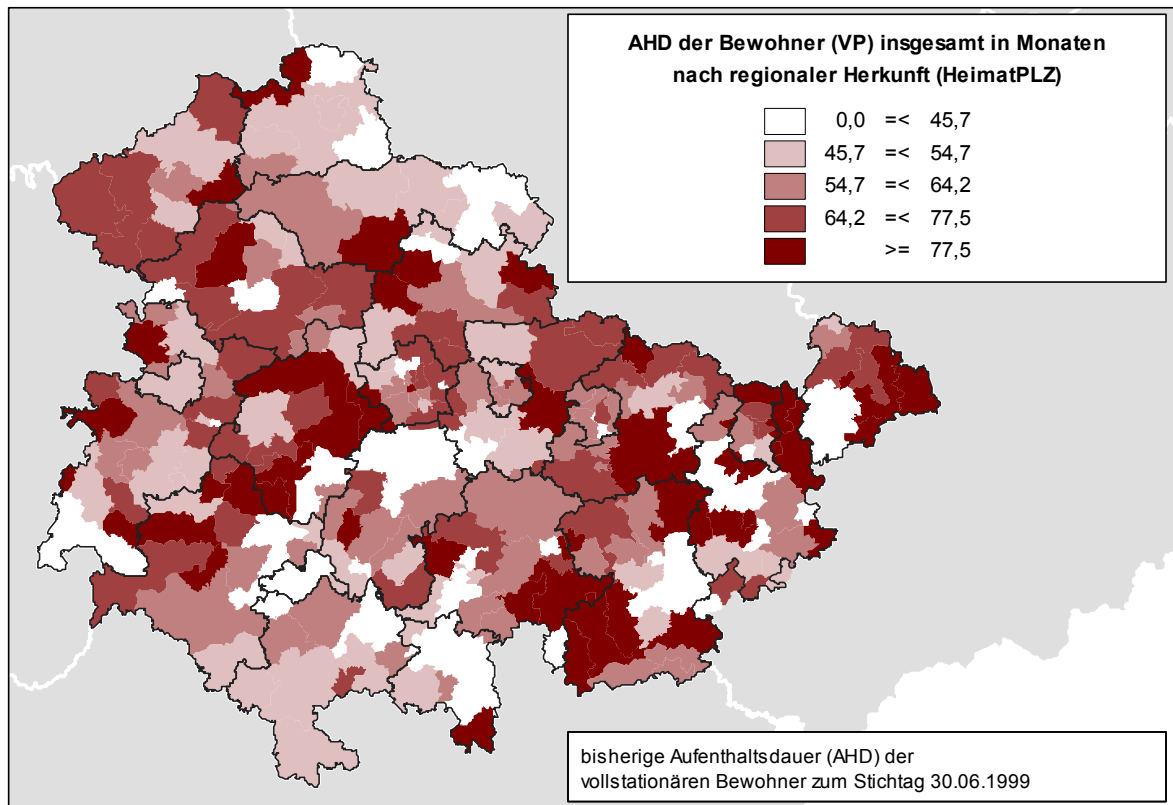 AHD der Bewohner (VP) insgesamt in Monaten
nach regionaler Herkunft (HeimatPLZ)
0,0 =< 45,7
45,7 =< 54,7
54,7 =< 64,2
64,2 =< 77,5
>= 77,5
bisherige Aufenthaltsdauer (AHD) der
vollstationären Bewohner zum Stichtag 30.06.1999